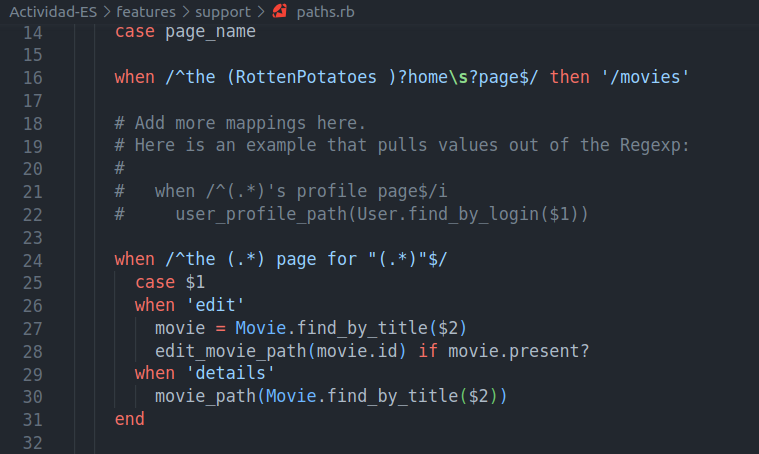 Actividad-ES > features > support > paths.rb
14 case page_name
15
16 when /^the (RottenPotatoes )?home\s?page$/ then '/movies'
17
18 # Add more mappings here.
19 # Here is an example that pulls values out of the Regexp:
20 #
21 #   when /^(.*)'s profile page$/i
22 #     user_profile_path(User.find_by_login($1))
23
24 when /^the (.*) page for "(.*)"$/
25   case $1
26   when 'edit'
27     movie = Movie.find_by_title($2)
28     edit_movie_path(movie.id) if movie.present?
29   when 'details'
30     movie_path(Movie.find_by_title($2))
31 end
32